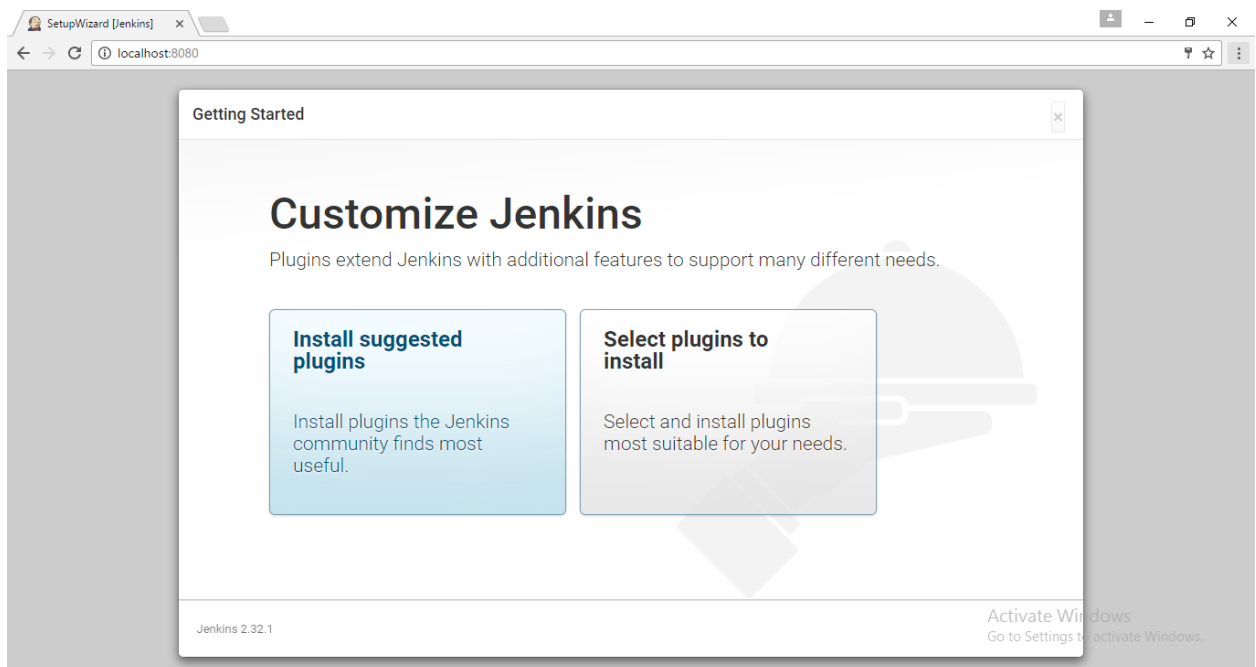 SetupWizard [Jenkins]
localhost:8080
Getting Started
Customize Jenkins
Plugins extend Jenkins with additional features to support many different needs.
Install suggested
plugins
Install plugins the Jenkins
community finds most
useful.
Select plugins to
install
Select and install plugins
most suitable for your needs.
Jenkins 2.32.1
Activate Windows
Go to Settings to activate Windows.